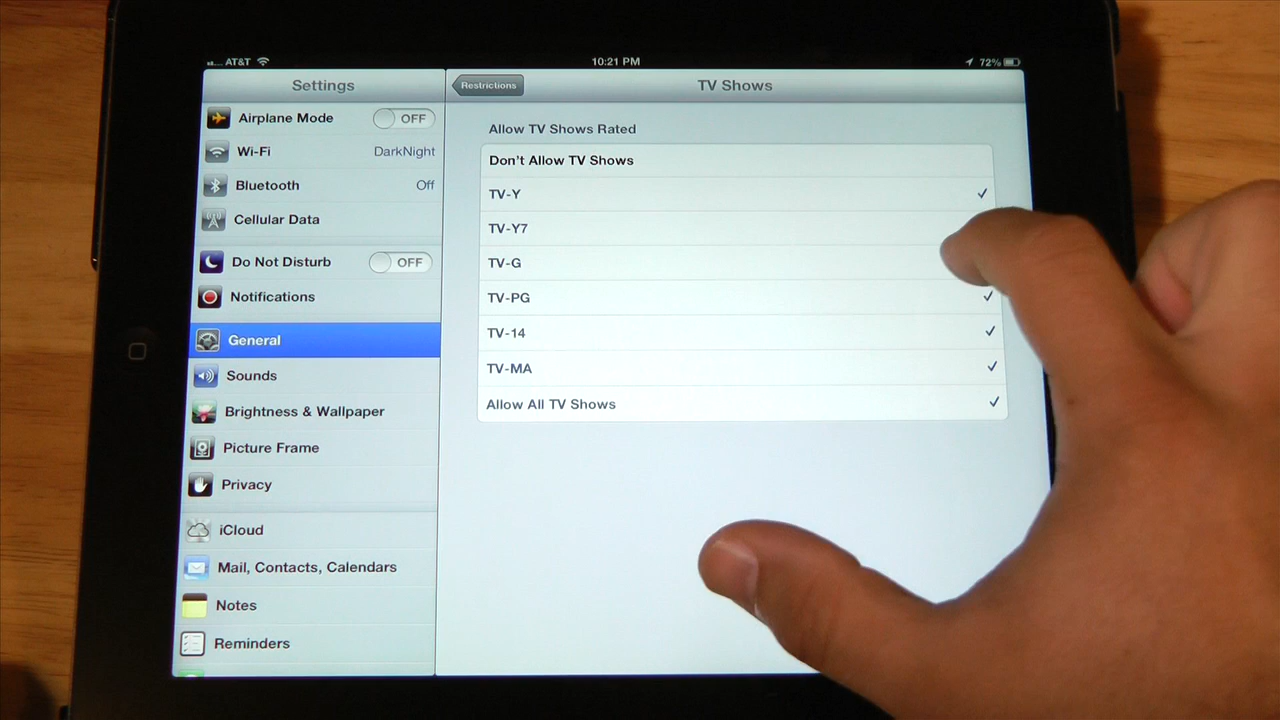 AT&T 10:21 PM 72%
Settings
Restrictions TV Shows
Airplane Mode OFF
Wi-Fi DarkNight
Bluetooth Off
Cellular Data
Do Not Disturb OFF
Notifications
General
Sounds
Brightness & Wallpaper
Picture Frame
Privacy
iCloud
Mail, Contacts, Calendars
Notes
Reminders
Allow TV Shows Rated
Don't Allow TV Shows
TV-Y
TV-Y7
TV-G
TV-PG
TV-14
TV-MA
Allow All TV Shows